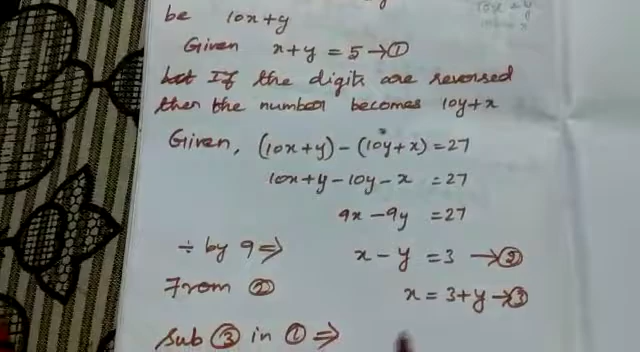 be 10x+y
Given x+y = 5 → ①
If the digits are reversed
then the number becomes 10y+x
Given, (10x+y) - (10y+x) = 27
10x+y-10y-x = 27
9x-9y = 27
÷ by 9 ⇒ x-y = 3 → ②
From ② x = 3+y → ③
Sub ③ in ① ⇒